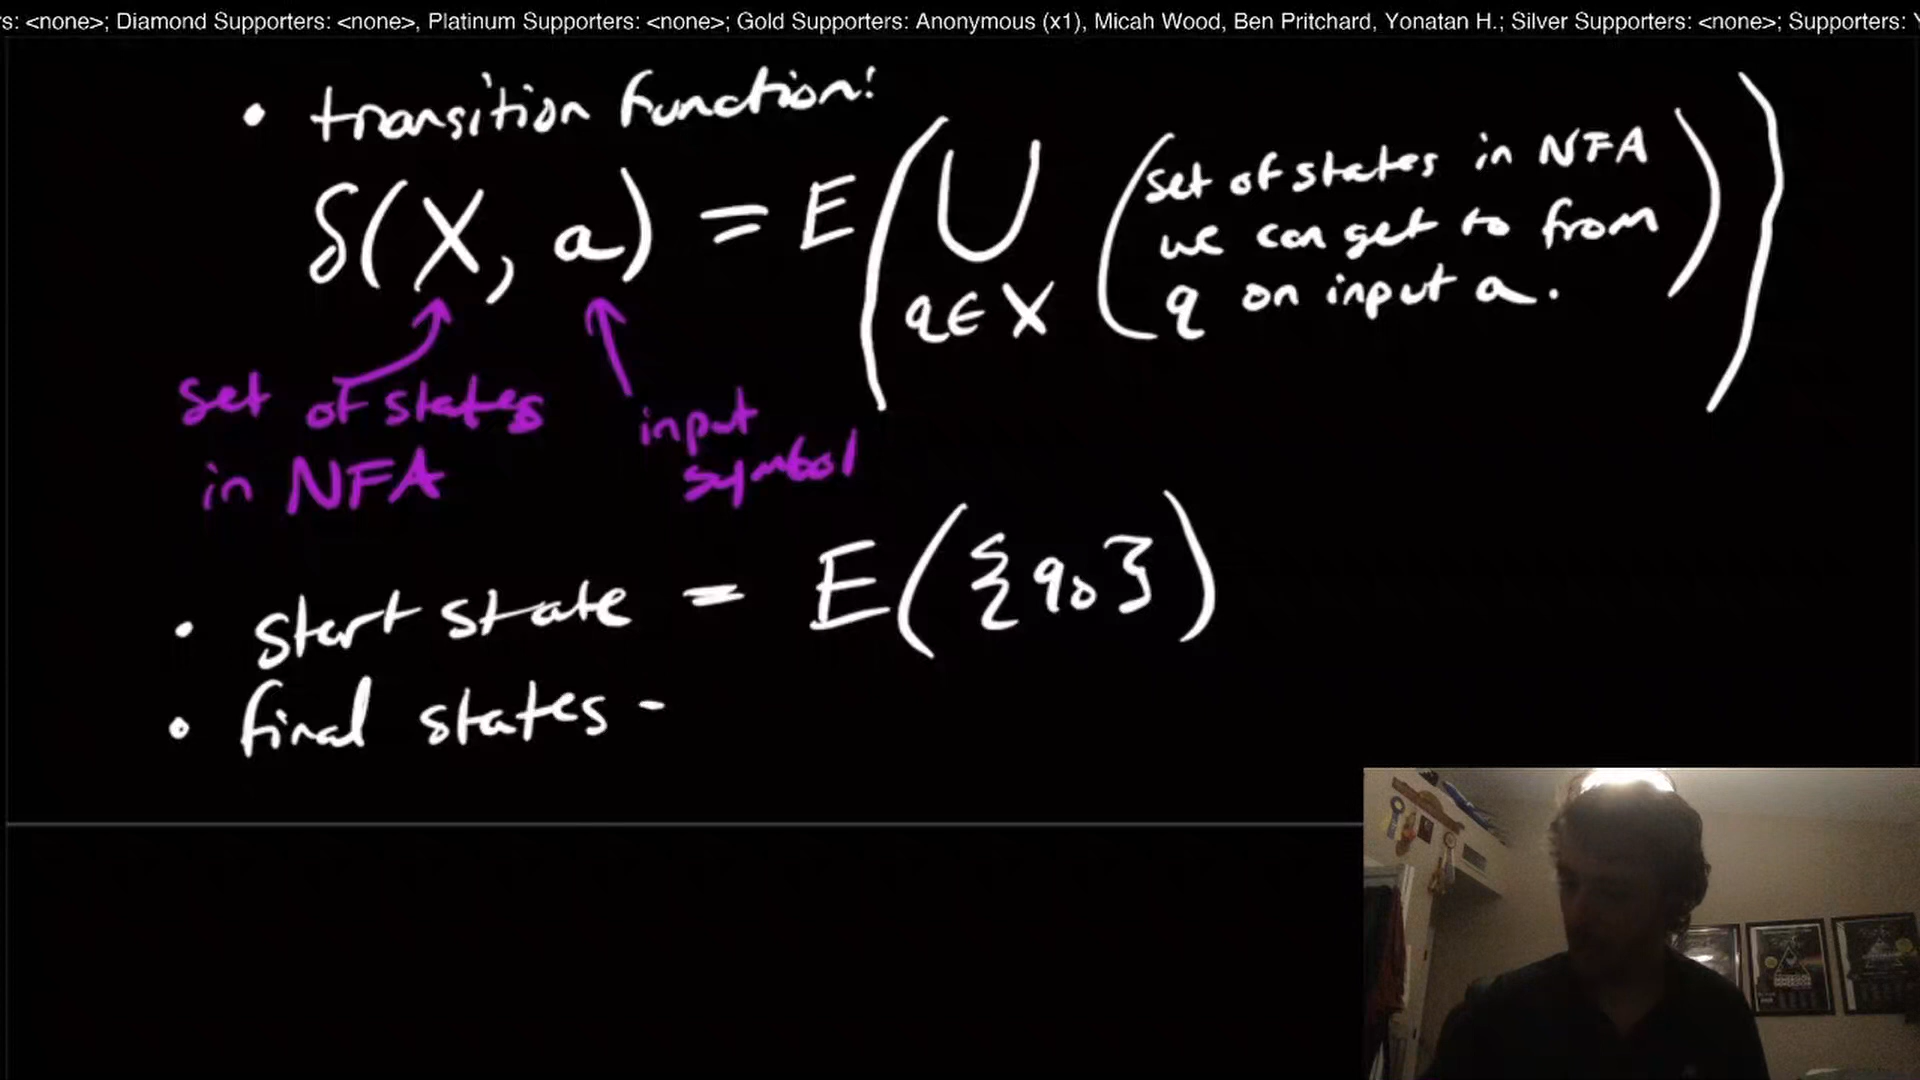 s: <none>; Diamond Supporters: <none>, Platinum Supporters: <none>; Gold Supporters: Anonymous (x1), Micah Wood, Ben Pritchard, Yonatan H.; Silver Supporters: <none>; Supporters: Y
• transition function:
δ(X, a) = E(⋃ q∈X (set of states in NFA
we can get to from
q on input a.))
set of states
in NFA
input
symbol
• start state = E({q₀})
• final states -